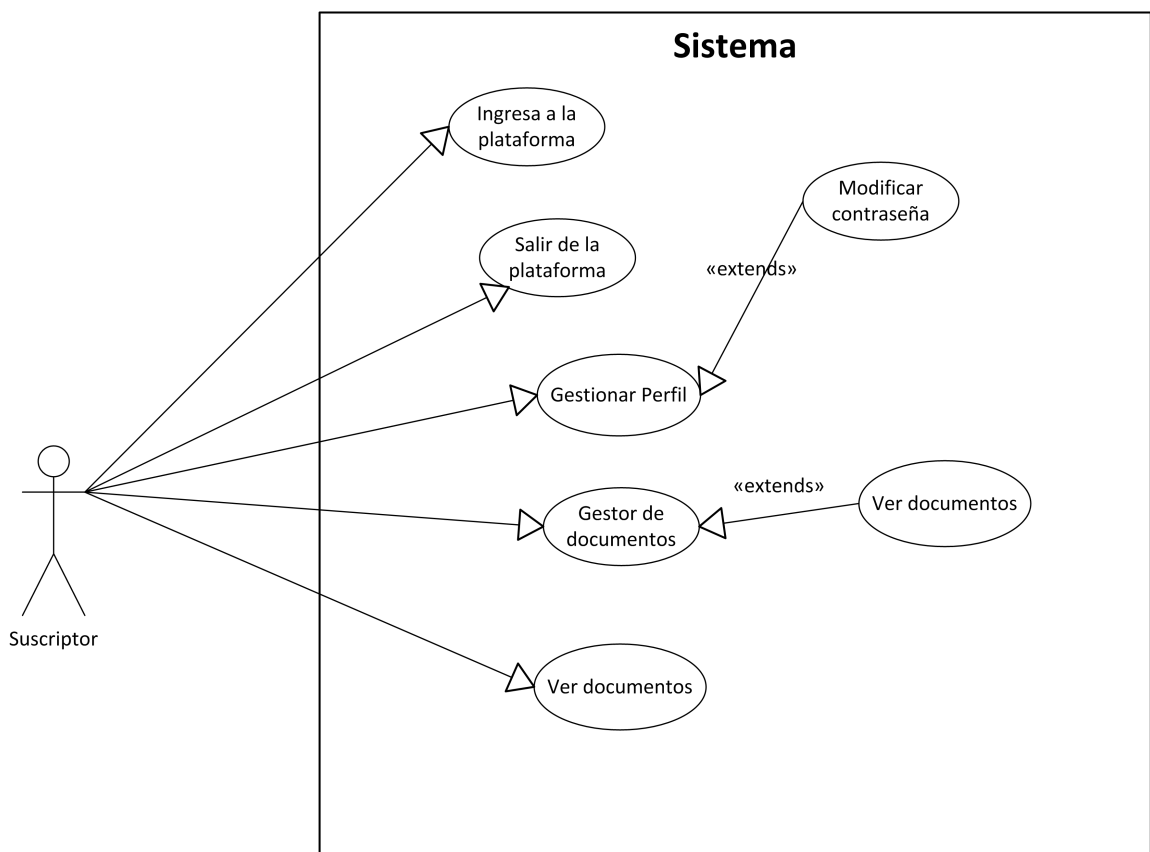 Sistema
Ingresa a la
plataforma
Modificar
contraseña
Salir de la
plataforma
«extends»
Gestionar Perfil
«extends»
Ver documentos
Gestor de
documentos
Suscriptor
Ver documentos